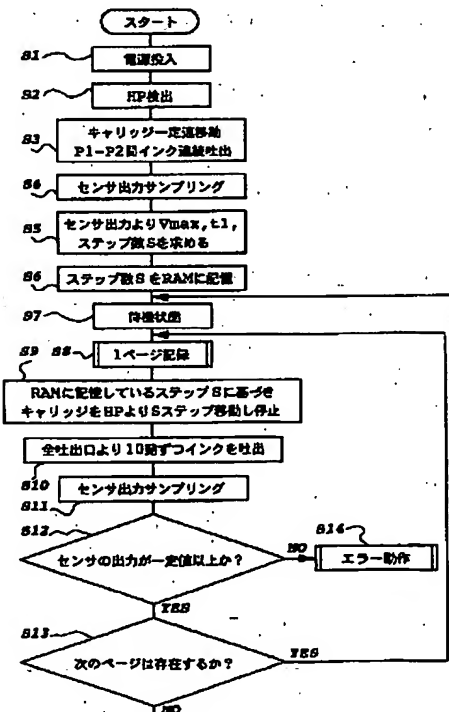 スタート
S1
電源投入
S2
HP検出
S3
キャリッジ一定速移動
P1-P2間インク連続吐出
S4
センサ出力サンプリング
S5
センサ出力よりVmax,t1,
ステップ数Sを求める
S6
ステップ数SをRAMに記憶
S7
待機状態
S9 S8
1ページ記録
RAMに記憶しているステップSに基づき
キャリッジをHPよりSステップ移動し停止
全吐出口より10発ずつインクを吐出
S10
センサ出力サンプリング
S11
S12
センサの出力が一定値以上か?
NO
S14
エラー動作
YES
S13
次のページは存在するか?
YES
NO